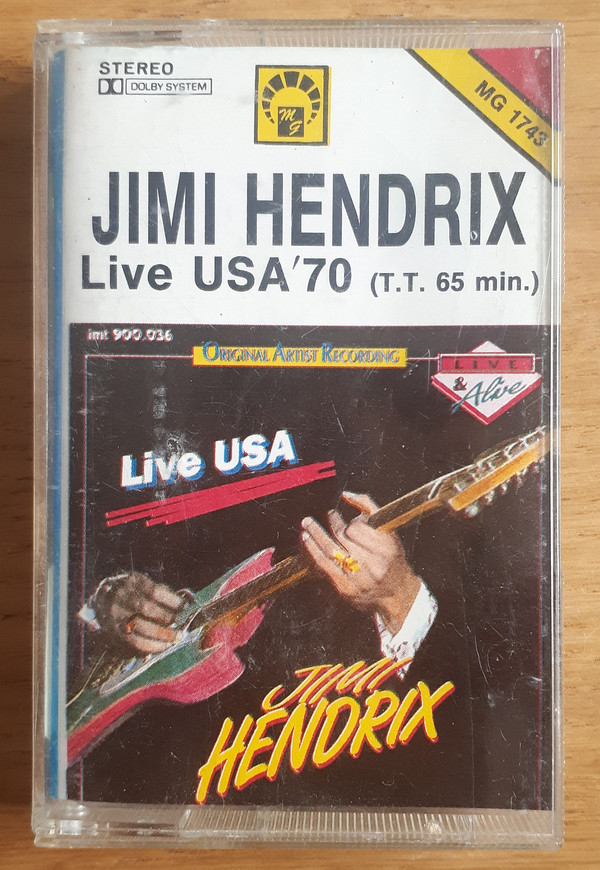 STEREO
DOLBY SYSTEM
MG
MG 1743
JIMI HENDRIX
Live USA'70 (T.T. 65 min.)
imt 900.036
ORIGINAL ARTIST RECORDING
LIVE
& Alive
Live USA
JIMI
HENDRIX